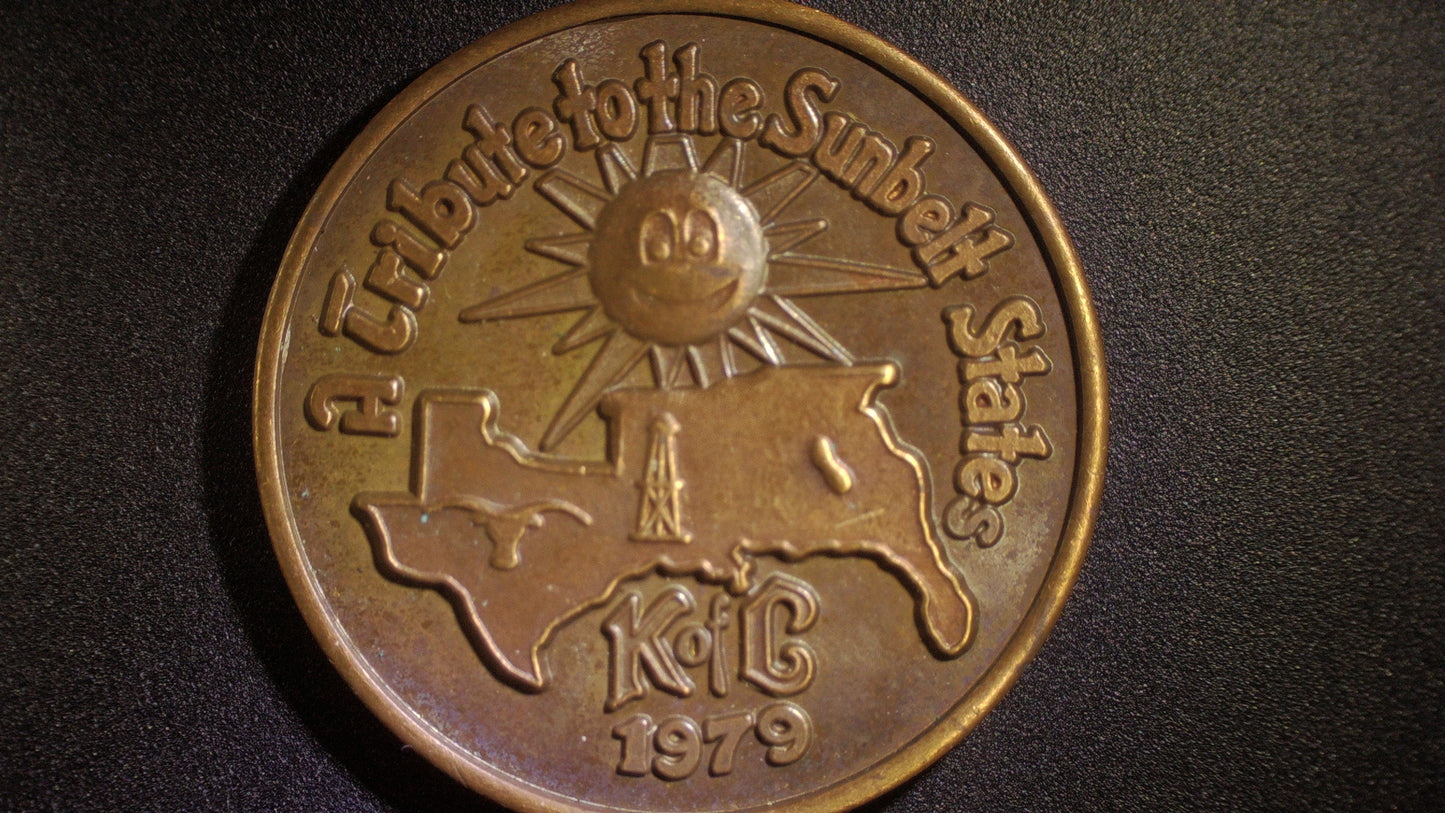 A Tribute to the Sunbelt States
K of C
1979